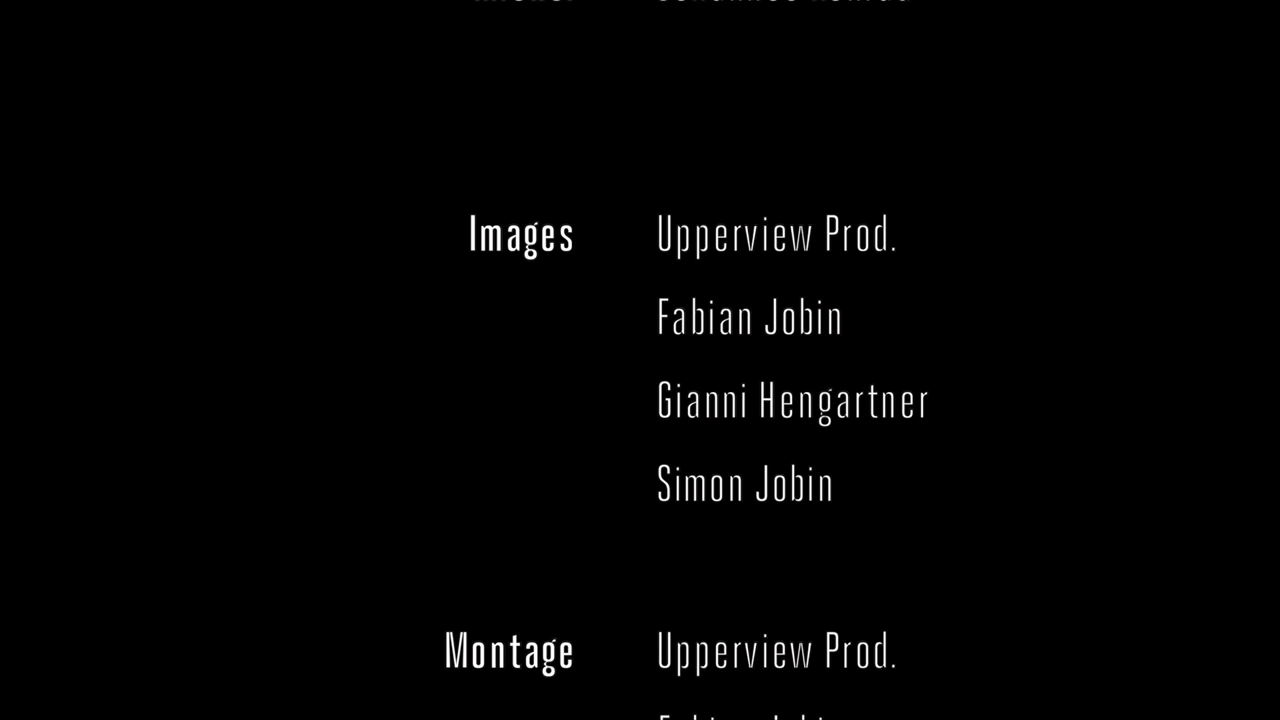 Images Upperview Prod.
Fabian Jobin
Gianni Hengartner
Simon Jobin
Montage Upperview Prod.